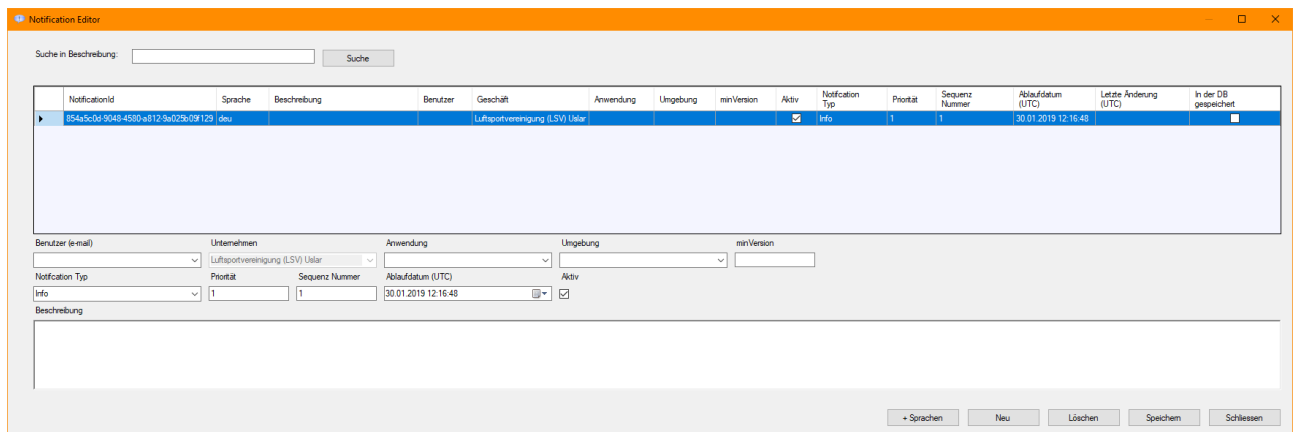 Notification Editor
Suche in Beschreibung:
Suche
NotificationId Sprache Beschreibung Benutzer Geschäft Anwendung Umgebung minVersion Aktiv Notifcation Typ Priorität Sequenz Nummer Ablaufdatum (UTC) Letzte Änderung (UTC) In der DB gespeichert
854a5c0d-9048-4580-a812-9a025b09f129 deu Luftsportvereinigung (LSV) Uslar Info 1 1 30.01.2019 12:16:48
Benutzer (e-mail) Unternehmen Anwendung Umgebung minVersion
Luftsportvereinigung (LSV) Uslar
Notifcation Typ Priorität Sequenz Nummer Ablaufdatum (UTC) Aktiv
Info 1 1 30.01.2019 12:16:48
Beschreibung
+ Sprachen Neu Löschen Speichern Schliessen